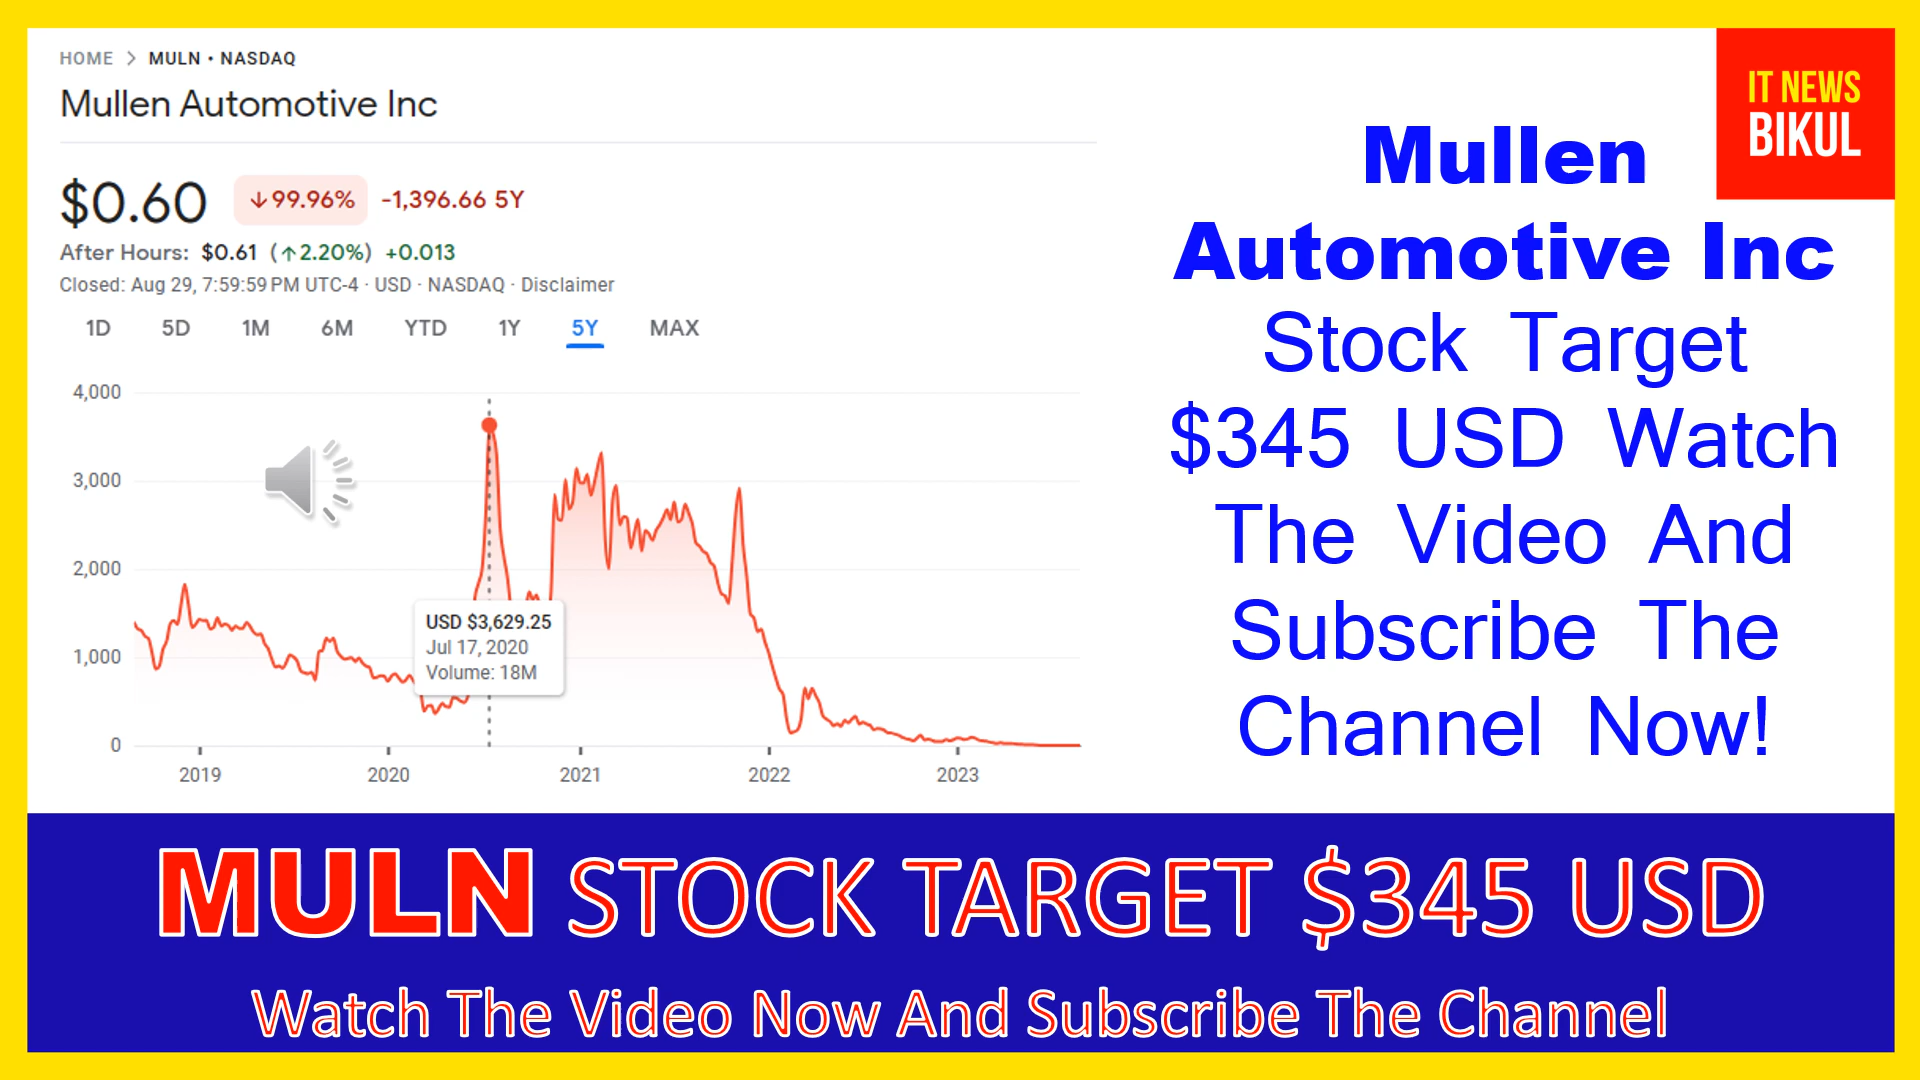 HOME > MULN • NASDAQ
Mullen Automotive Inc
$0.60 ↓99.96% -1,396.66 5Y
After Hours: $0.61 (↑2.20%) +0.013
Closed: Aug 29, 7:59:59 PM UTC-4 · USD · NASDAQ · Disclaimer
1D 5D 1M 6M YTD 1Y 5Y MAX
4,000
3,000
2,000
1,000
0
USD $3,629.25
Jul 17, 2020
Volume: 18M
2019 2020 2021 2022 2023
IT NEWS
BIKUL
Mullen
Automotive Inc
Stock Target
$345 USD Watch
The Video And
Subscribe The
Channel Now!
MULN STOCK TARGET $345 USD
Watch The Video Now And Subscribe The Channel